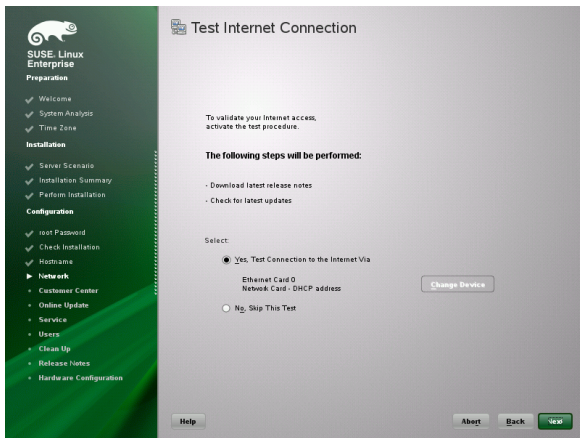 SUSE. Linux
Enterprise
Preparation
Welcome
System Analysis
Time Zone
Installation
Server Scenario
Installation Summary
Perform Installation
Configuration
root Password
Check Installation
Hostname
Network
Customer Center
Online Update
Service
Users
Clean Up
Release Notes
Hardware Configuration
Test Internet Connection
To validate your Internet access,
activate the test procedure.
The following steps will be performed:
- Download latest release notes
- Check for latest updates
Select:
Yes, Test Connection to the Internet Via
Ethernet Card 0
Network Card - DHCP address
Change Device
No, Skip This Test
Help
Abort
Back
Next